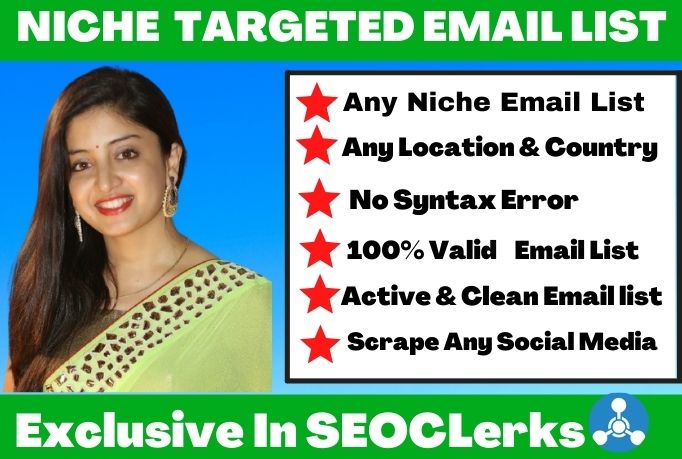 NICHE TARGETED EMAIL LIST
Any Niche Email List
Any Location & Country
No Syntax Error
100% Valid Email List
Active & Clean Email list
Scrape Any Social Media
Exclusive In SEOCLerks